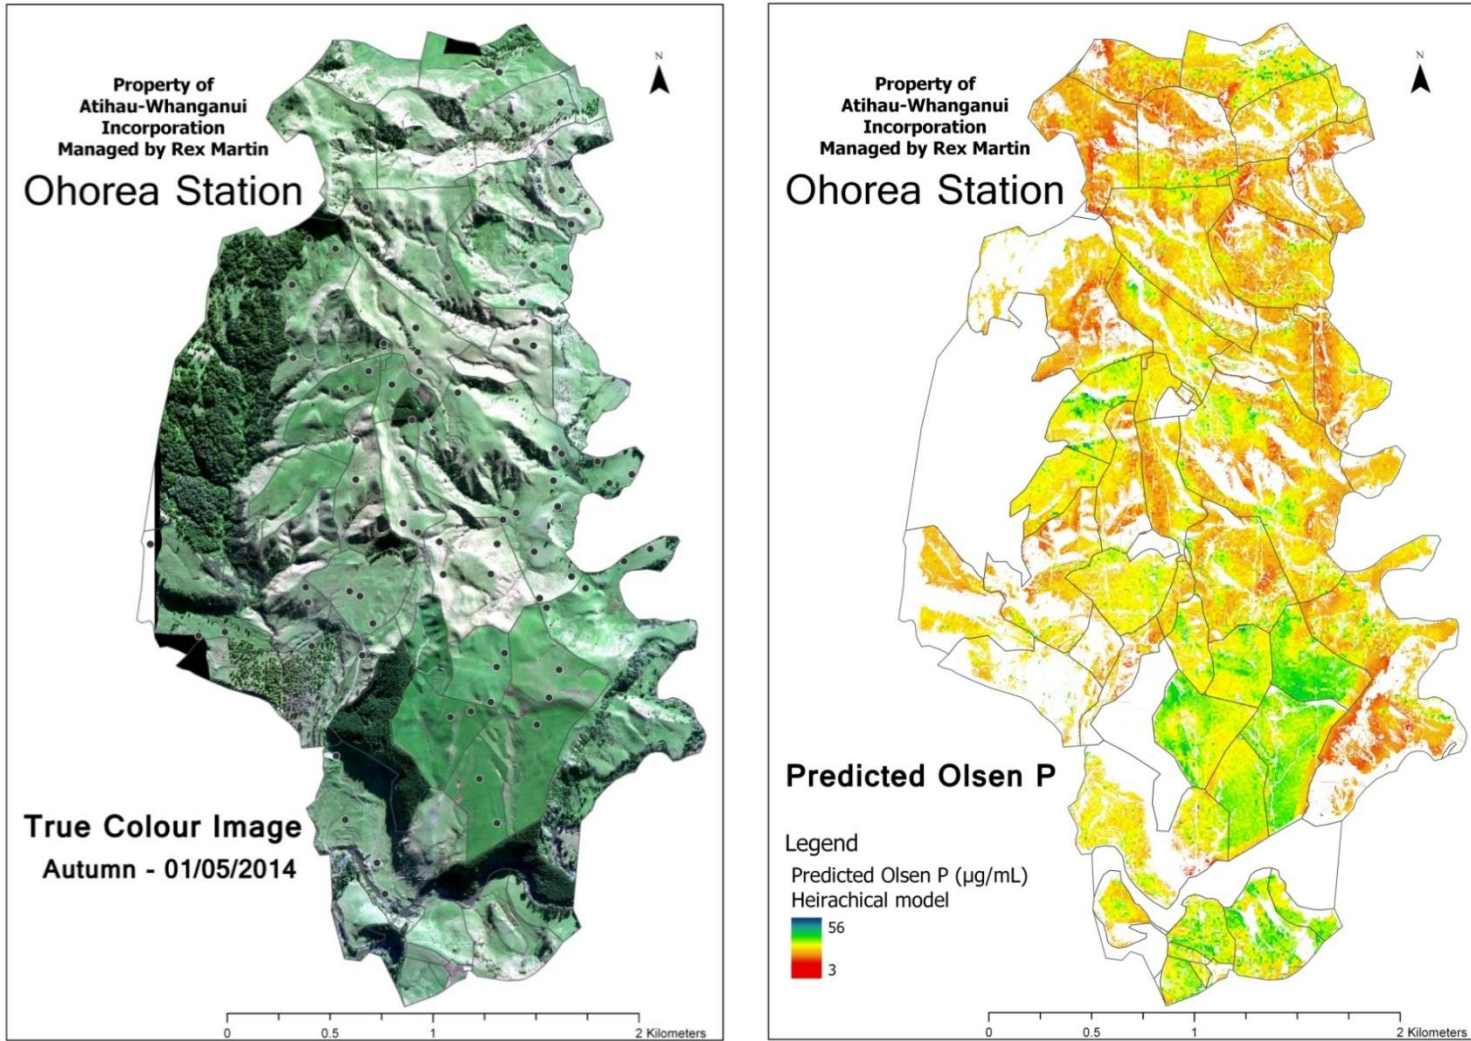 N
Property of
Atihau-Whanganui
Incorporation
Managed by Rex Martin
Ohorea Station
True Colour Image
Autumn - 01/05/2014
0 0.5 1 2 Kilometers
N
Property of
Atihau-Whanganui
Incorporation
Managed by Rex Martin
Ohorea Station
Predicted Olsen P
Legend
Predicted Olsen P (µg/mL)
Heirachical model
56
3
0 0.5 1 2 Kilometers